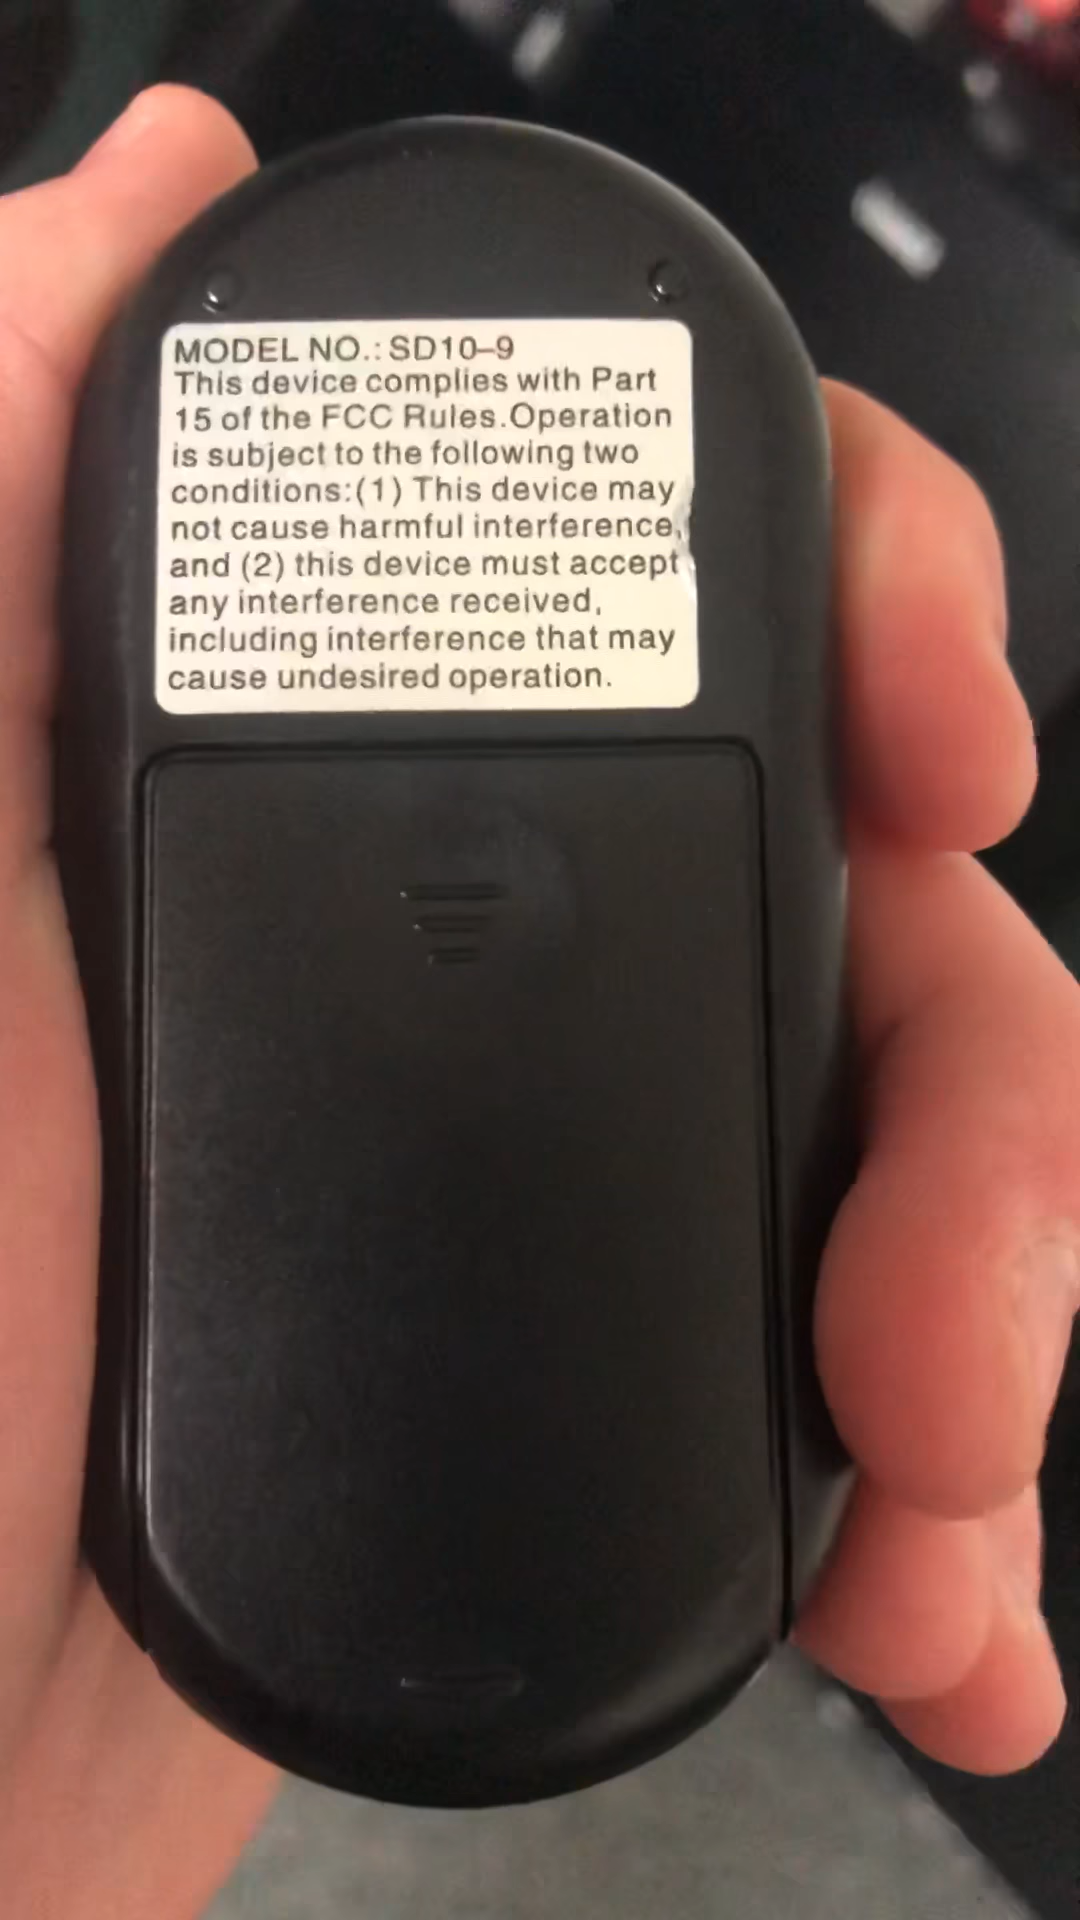 MODEL NO.: SD10-9
This device complies with Part
15 of the FCC Rules.Operation
is subject to the following two
conditions:(1) This device may
not cause harmful interference,
and (2) this device must accept
any interference received,
including interference that may
cause undesired operation.